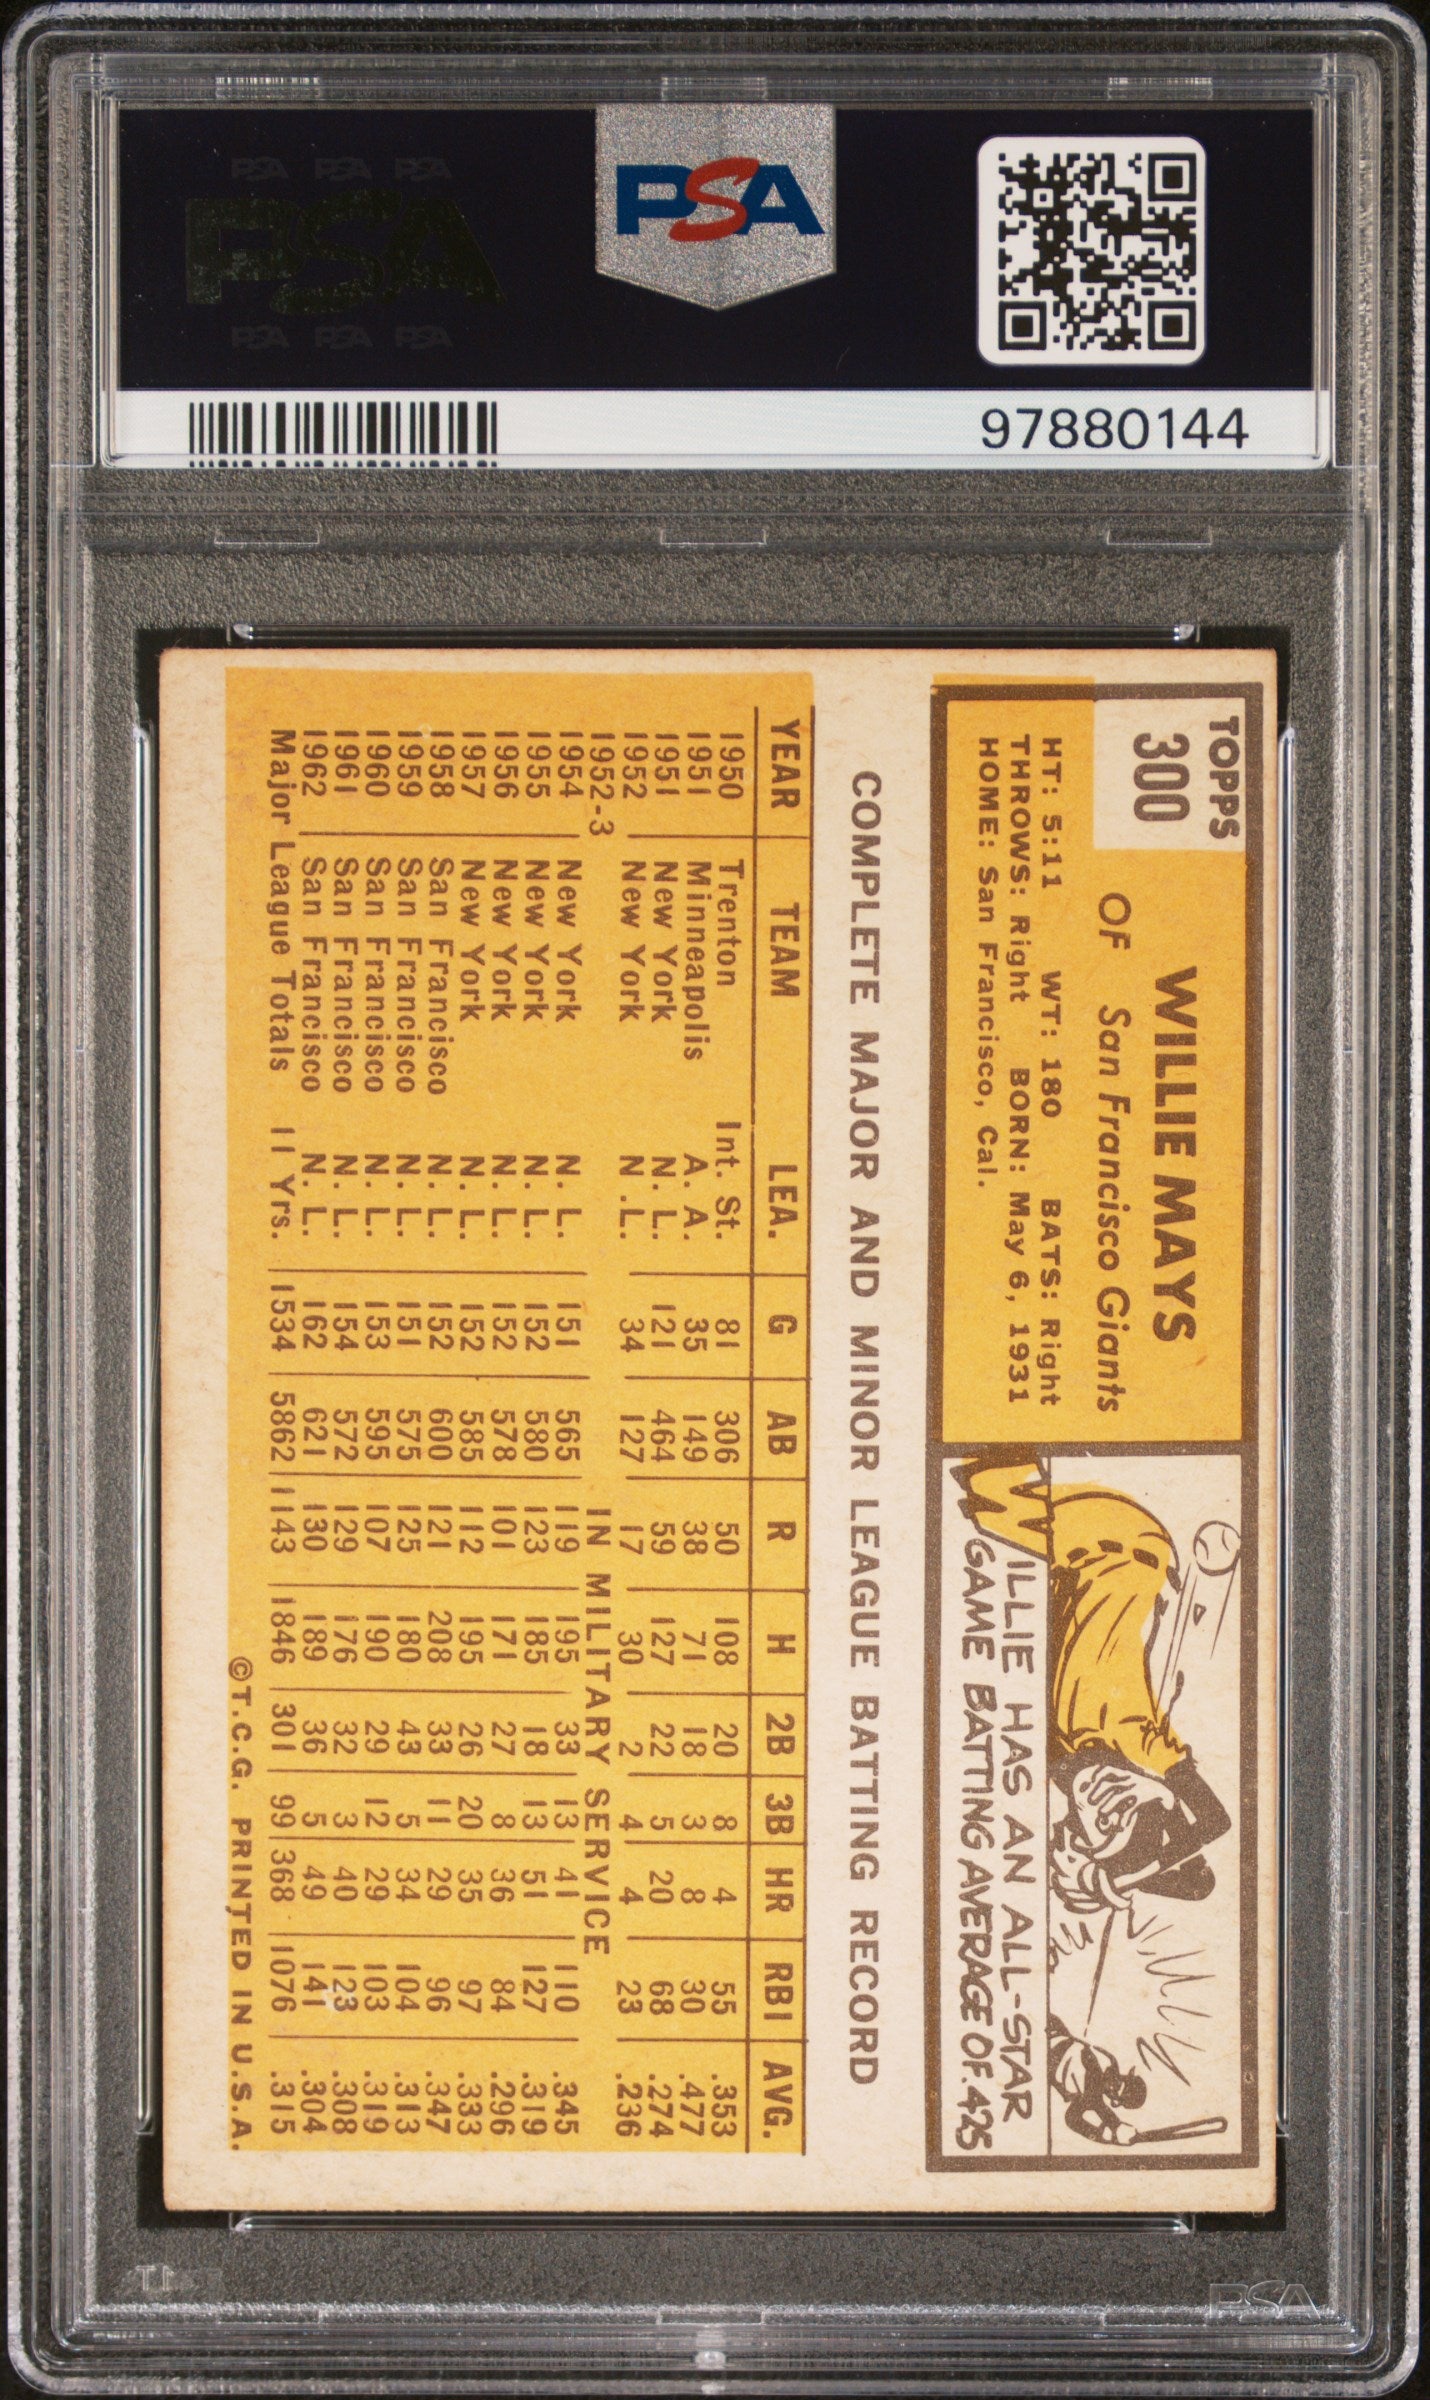 PSA PSA PSA
PSA
PSA PSA PSA
PSA
97880144
TOPPS
300
WILLIE MAYS
OF San Francisco Giants
HT: 5:11 WT: 180 BATS: Right
THROWS: Right BORN: May 6, 1931
HOME: San Francisco, Cal.
WILLIE HAS AN ALL-STAR
GAME BATTING AVERAGE OF .425
COMPLETE MAJOR AND MINOR LEAGUE BATTING RECORD
YEAR TEAM LEA. G AB R H 2B 3B HR RBI AVG.
1950 Trenton Int. St. 81 306 50 108 20 8 4 55 .353
1951 Minneapolis A. A. 35 149 38 71 18 3 8 30 .477
1951 New York N. L. 121 464 59 127 22 5 20 68 .274
1952 New York N .L. 34 127 17 30 2 4 4 23 .236
1952-3 IN MILITARY SERVICE
1954 New York N. L. 151 565 119 195 33 13 41 110 .345
1955 New York N. L. 152 580 123 185 18 13 51 127 .319
1956 New York N. L. 152 578 101 171 27 8 36 84 .296
1957 New York N. L. 152 585 112 195 26 20 35 97 .333
1958 San Francisco N. L. 152 600 121 208 33 11 29 96 .347
1959 San Francisco N. L. 151 575 125 180 43 5 34 104 .313
1960 San Francisco N. L. 153 595 107 190 29 12 29 103 .319
1961 San Francisco N. L. 154 572 129 176 32 3 40 123 .308
1962 San Francisco N. L. 162 621 130 189 36 5 49 141 .304
Major League Totals 11 Yrs. 1534 5862 1143 1846 301 99 368 1076 .315
©T.C.G. PRINTED IN U.S.A.
PSA